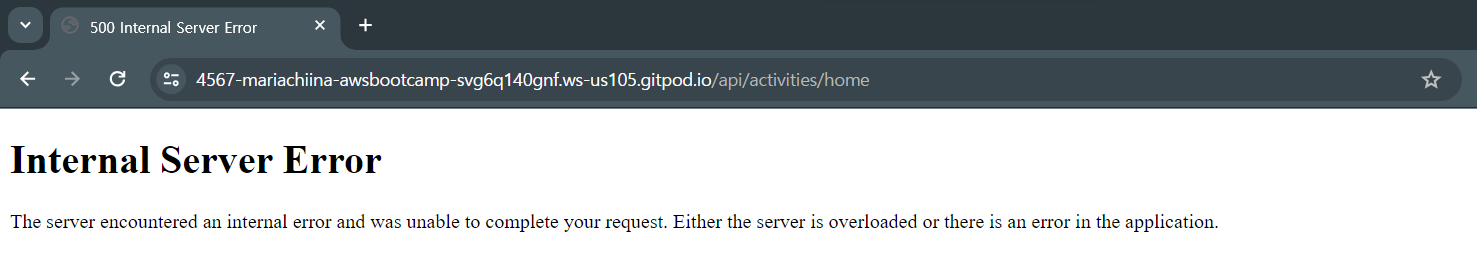 500 Internal Server Error
4567-mariachiina-awsbootcamp-svg6q140gnf.ws-us105.gitpod.io/api/activities/home
Internal Server Error
The server encountered an internal error and was unable to complete your request. Either the server is overloaded or there is an error in the application.